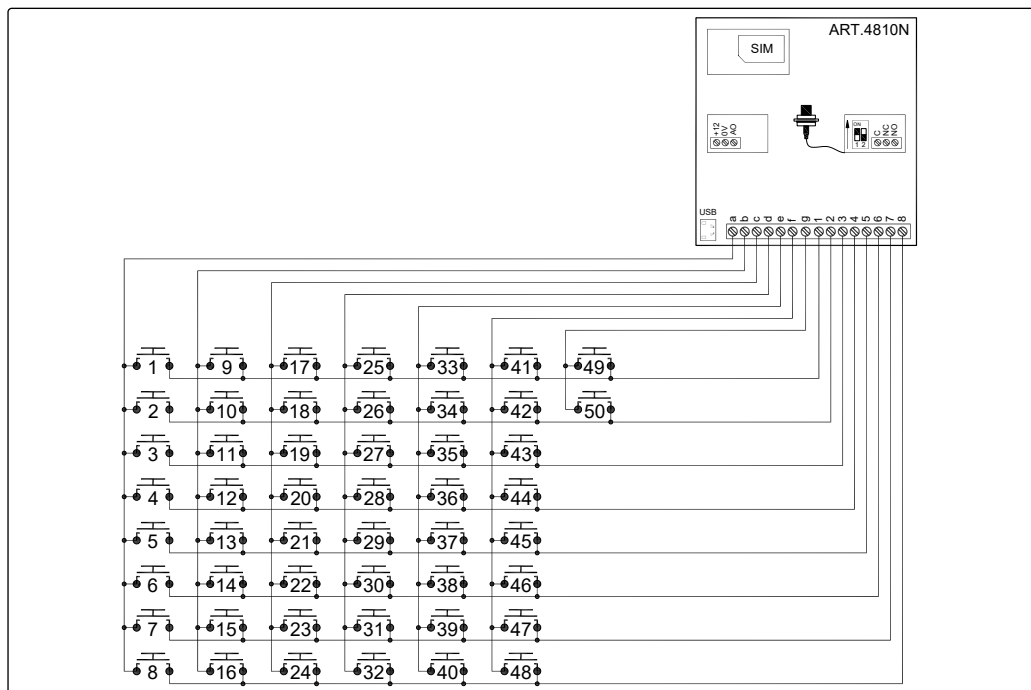 ART.4810N
SIM
+12 0V AO
ON
1 2
C NC NO
USB
a b c d e f g 1 2 3 4 5 6 7 8
1 9 17 25 33 41 49
2 10 18 26 34 42 50
3 11 19 27 35 43
4 12 20 28 36 44
5 13 21 29 37 45
6 14 22 30 38 46
7 15 23 31 39 47
8 16 24 32 40 48